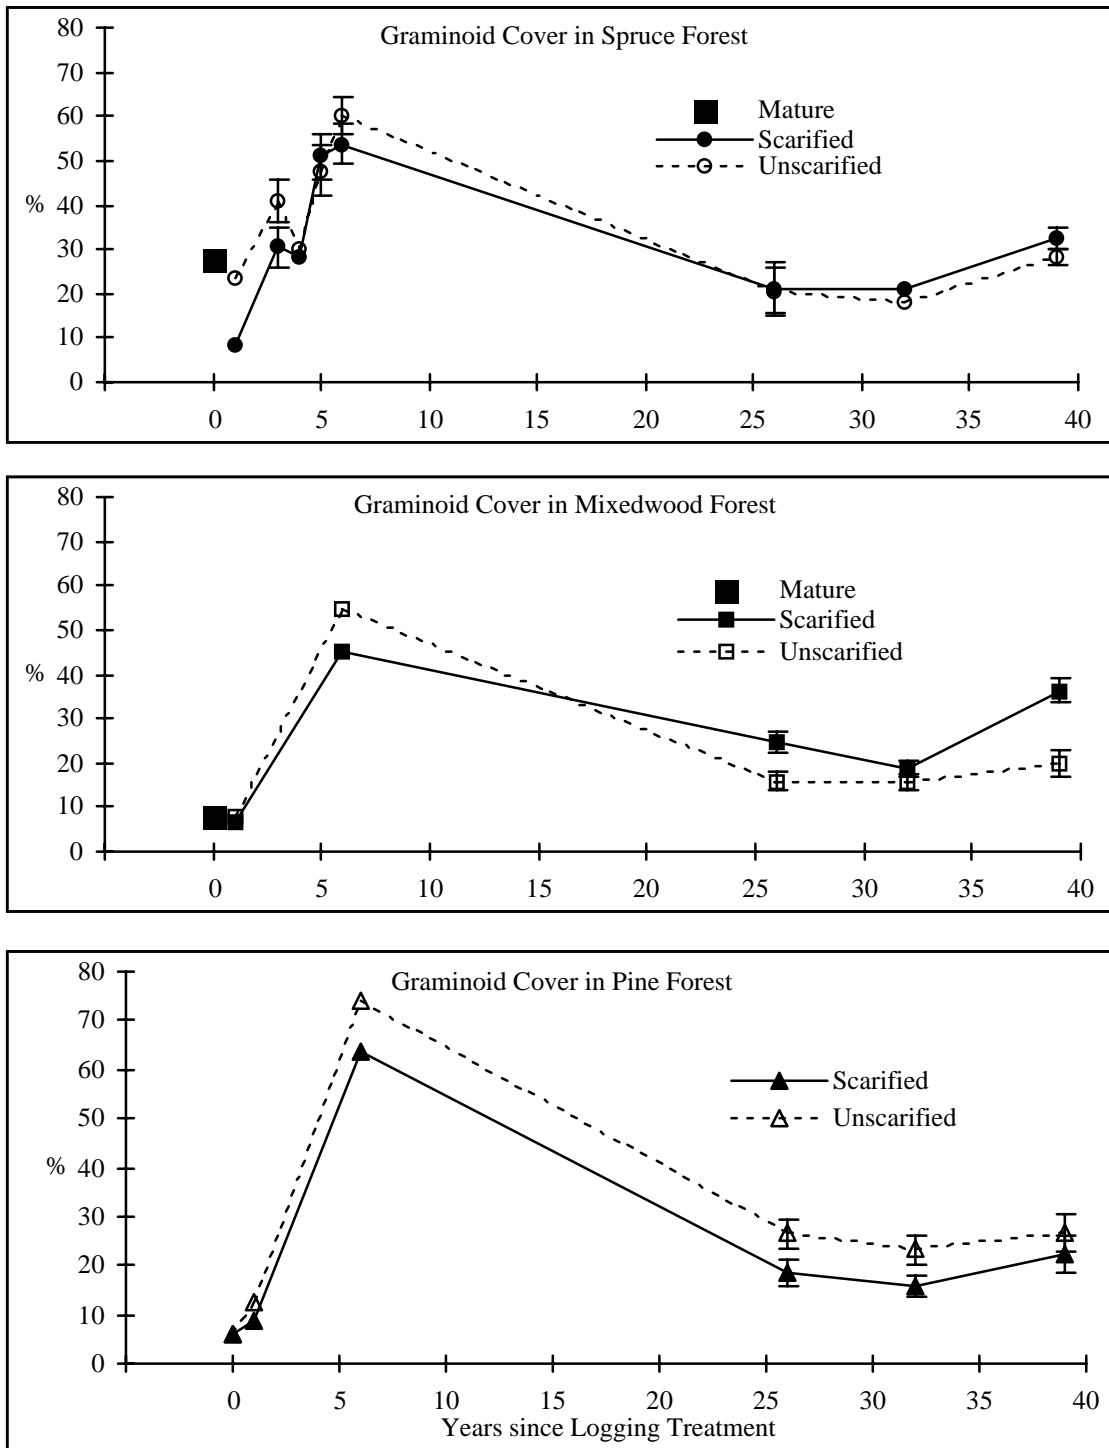 Graminoid Cover in Spruce Forest
80
70
60
50
% 40
30
20
10
0
Mature
Scarified
Unscarified
0 5 10 15 20 25 30 35 40
Graminoid Cover in Mixedwood Forest
80
70
60
50
% 40
30
20
10
0
Mature
Scarified
Unscarified
0 5 10 15 20 25 30 35 40
Graminoid Cover in Pine Forest
80
70
60
50
% 40
30
20
10
0
Scarified
Unscarified
0 5 10 15 20 25 30 35 40
Years since Logging Treatment